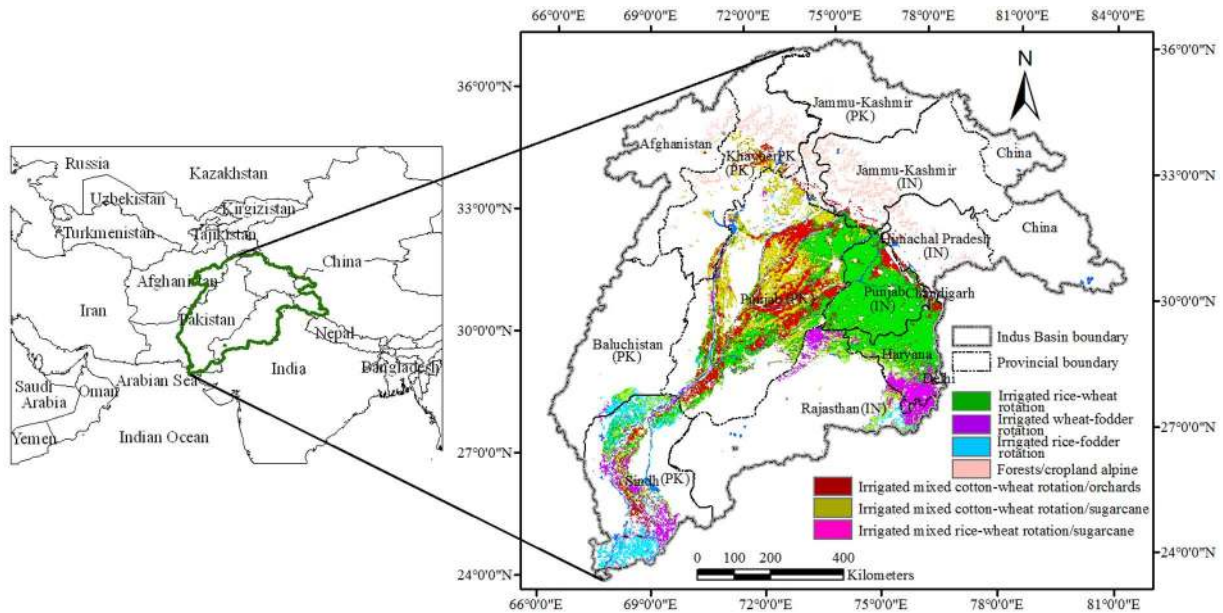 Russia
Kazakhstan
Uzbekistan
Kirgizistan
Turkmenistan
Tajikistan
Afghanistan
China
Iran
Pakistan
Nepal
Saudi
Arabia
Oman
Arabian Sea
India
Bangladesh
Yemen
Indian Ocean
66°0'0"E 69°0'0"E 72°0'0"E 75°0'0"E 78°0'0"E 81°0'0"E 84°0'0"E
36°0'0"N
33°0'0"N
30°0'0"N
27°0'0"N
24°0'0"N
N
Jammu-Kashmir
(PK)
Afghanistan
(PK)
China
Jammu-Kashmir
(IN)
China
Pradesh
(IN)
Punjab (PK)
Punjab
(IN)
Chandigarh
Baluchistan
(PK)
Haryana
Delhi
Rajasthan(IN)
Sindh (PK)
Indus Basin boundary
Provincial boundary
Irrigated rice-wheat
rotation
Irrigated wheat-fodder
rotation
Irrigated rice-fodder
rotation
Forests/cropland alpine
Irrigated mixed cotton-wheat rotation/orchards
Irrigated mixed cotton-wheat rotation/sugarcane
Irrigated mixed rice-wheat rotation/sugarcane
0 100 200 400
Kilometers
36°0'0"N
33°0'0"N
30°0'0"N
27°0'0"N
24°0'0"N
66°0'0"E 69°0'0"E 72°0'0"E 75°0'0"E 78°0'0"E 81°0'0"E 84°0'0"E